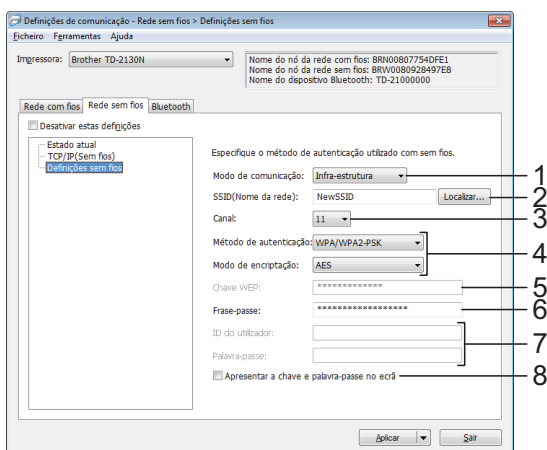 Definições de comunicação - Rede sem fios > Definições sem fios
Ficheiro Ferramentas Ajuda
Impressora: Brother TD-2130N
Nome do nó da rede com fios: BRN00807754DFE1
Nome do nó da rede sem fios: BRW0080928497E8
Nome do dispositivo Bluetooth: TD-21000000
Rede com fios Rede sem fios Bluetooth
Desativar estas definições
Estado atual
TCP/IP(Sem fios)
Definições sem fios
Especifique o método de autenticação utilizado com sem fios.
Modo de comunicação: Infra-estrutura 1
SSID(Nome da rede): NewSSID Localizar... 2
Canal: 11 3
Método de autenticação: WPA/WPA2-PSK
4
Modo de encriptação: AES
Chave WEP: ************* 5
Frase-passe: ****************** 6
ID do utilizador:
7
Palavra-passe:
Apresentar a chave e palavra-passe no ecrã 8
Aplicar Sair